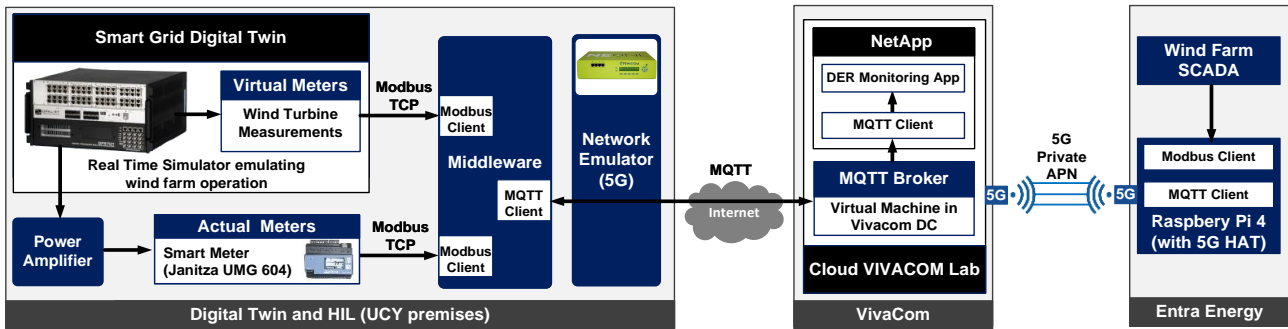 Smart Grid Digital Twin
Virtual Meters
Wind Turbine
Measurements
Real Time Simulator emulating
wind farm operation
Modbus
TCP
Power
Amplifier
Actual Meters
Smart Meter
(Janitza UMG 604)
Modbus
TCP
Modbus
Client
Middleware
MQTT
Client
Modbus
Client
Network
Emulator
(5G)
Digital Twin and HIL (UCY premises)
MQTT
Internet
NetApp
DER Monitoring App
MQTT Client
MQTT Broker
Virtual Machine in
Vivacom DC
Cloud VIVACOM Lab
VivaCom
5G
5G
Private
APN
5G
Wind Farm
SCADA
Modbus Client
MQTT Client
Raspbery Pi 4
(with 5G HAT)
Entra Energy